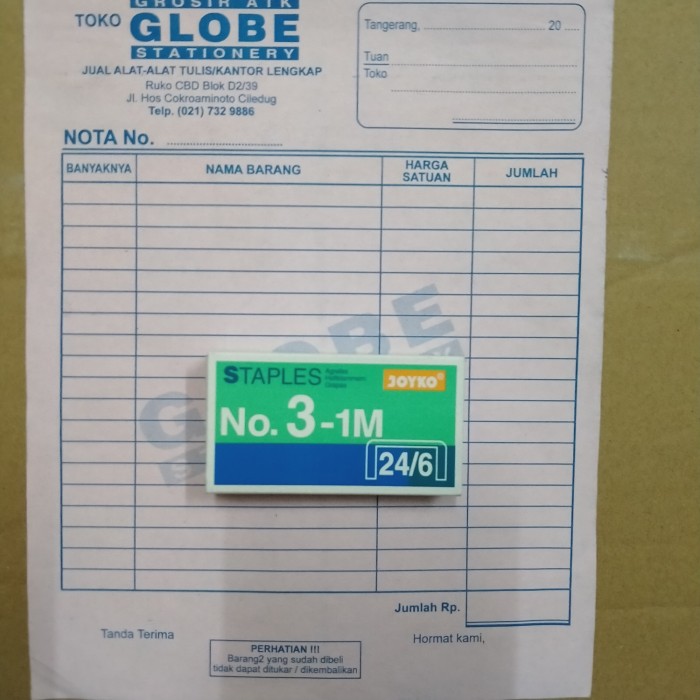 GROSIR ATK
TOKO GLOBE
STATIONERY
JUAL ALAT-ALAT TULIS/KANTOR LENGKAP
Ruko CBD Blok D2/39
Jl. Hos Cokroaminoto Ciledug
Telp. (021) 732 9886
Tangerang, 20
Tuan
Toko
NOTA No.
BANYAKNYA NAMA BARANG HARGA SATUAN JUMLAH
STAPLES
JOYKO
No. 3-1M
24/6
Jumlah Rp.
Tanda Terima
Hormat kami,
PERHATIAN !!!
Barang2 yang sudah dibeli
tidak dapat ditukar / dikembalikan